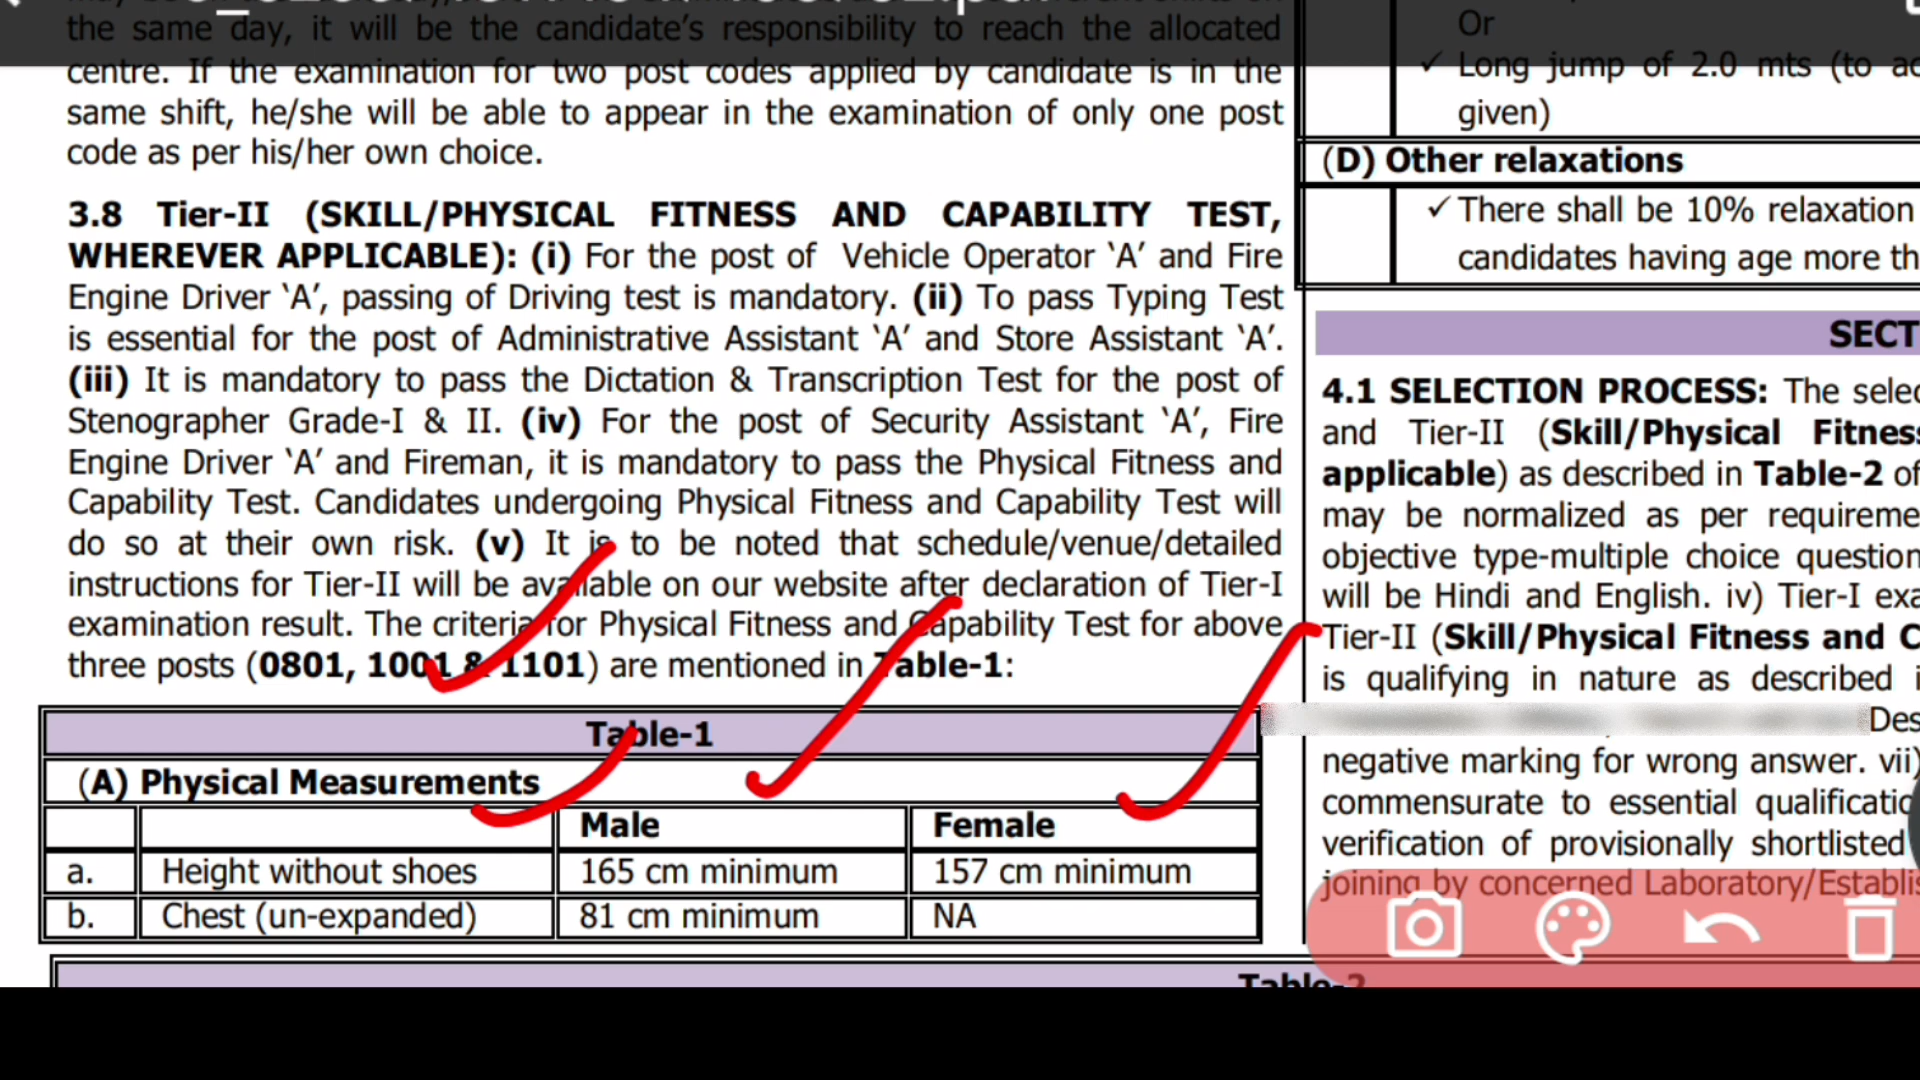 the same day, it will be the candidate's responsibility to reach the allocated
centre. If the examination for two post codes applied by candidate is in the
same shift, he/she will be able to appear in the examination of only one post
code as per his/her own choice.
3.8 Tier-II (SKILL/PHYSICAL FITNESS AND CAPABILITY TEST,
WHEREVER APPLICABLE): (i) For the post of Vehicle Operator 'A' and Fire
Engine Driver 'A', passing of Driving test is mandatory. (ii) To pass Typing Test
is essential for the post of Administrative Assistant 'A' and Store Assistant 'A'.
(iii) It is mandatory to pass the Dictation & Transcription Test for the post of
Stenographer Grade-I & II. (iv) For the post of Security Assistant 'A', Fire
Engine Driver 'A' and Fireman, it is mandatory to pass the Physical Fitness and
Capability Test. Candidates undergoing Physical Fitness and Capability Test will
do so at their own risk. (v) It is to be noted that schedule/venue/detailed
instructions for Tier-II will be available on our website after declaration of Tier-I
examination result. The criteria for Physical Fitness and Capability Test for above
three posts (0801, 1001 & 1101) are mentioned in Table-1:
Table-1
(A) Physical Measurements
Male Female
a. Height without shoes 165 cm minimum 157 cm minimum
b. Chest (un-expanded) 81 cm minimum NA
Table-2
Or
✓ Long jump of 2.0 mts (to ac
given)
(D) Other relaxations
✓ There shall be 10% relaxation
candidates having age more th
SECT
4.1 SELECTION PROCESS: The selec
and Tier-II (Skill/Physical Fitness
applicable) as described in Table-2 of
may be normalized as per requireme
objective type-multiple choice question
will be Hindi and English. iv) Tier-I exa
Tier-II (Skill/Physical Fitness and C
is qualifying in nature as described i
Des
negative marking for wrong answer. vii)
commensurate to essential qualificatio
verification of provisionally shortlisted
joining by concerned Laboratory/Establis